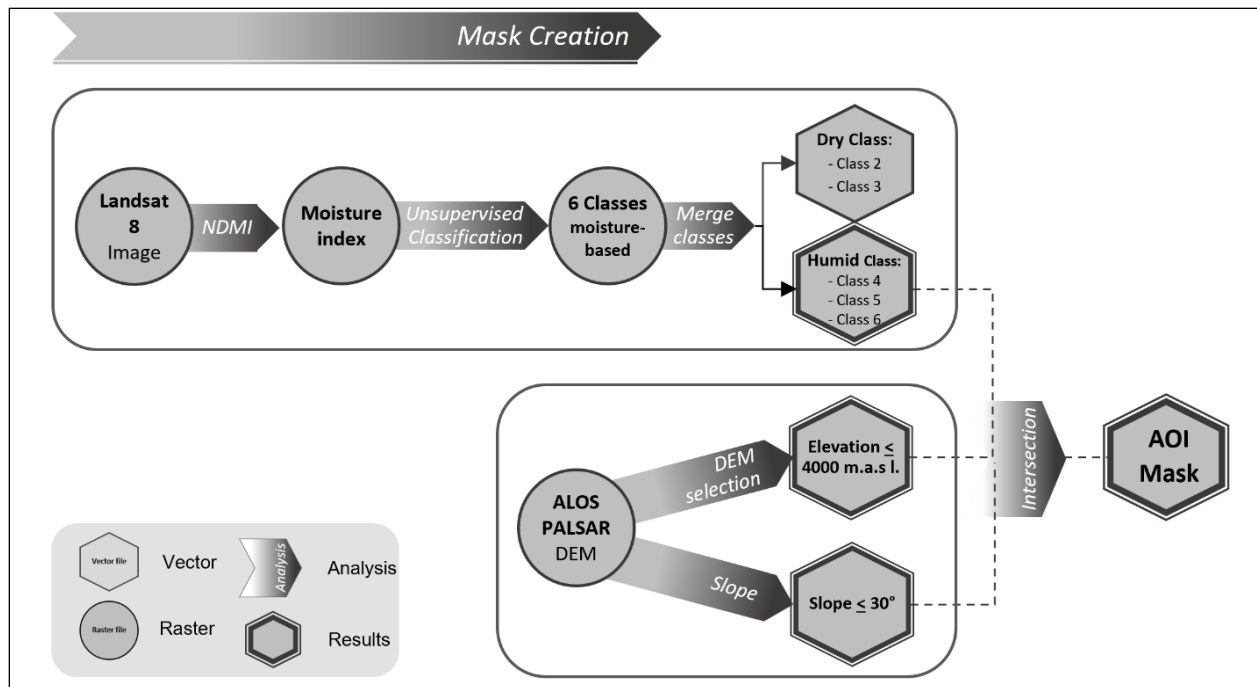 Mask Creation
Landsat
8
Image
NDMI
Moisture
index
Unsupervised
Classification
6 Classes
moisture-
based
Merge
classes
Dry Class:
- Class 2
- Class 3
Humid Class:
- Class 4
- Class 5
- Class 6
ALOS
PALSAR
DEM
DEM
selection
Elevation ≤
4000 m.a.s l.
Slope
Slope ≤ 30°
Intersection
AOI
Mask
Vector file
Vector
Analysis
Analysis
Raster file
Raster
Results